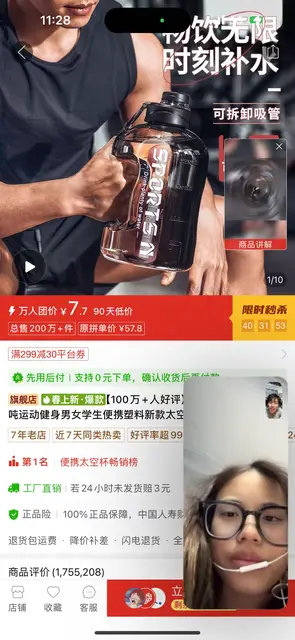 11:28
畅饮无限
时刻补水
可拆卸吸管
SPORTSEN
商品讲解
1/10
万人团价 ¥7.7 90天低价
限时秒杀
总售200万+件 原拼单价 ¥57.8
40 31 53
满299减30平台券
先用后付 | 支持0元下单，确认收货后再付款
旗舰店 春上新·爆款 【100万+人好评】
吨运动健身男女学生便携塑料新款太空
7年老店 近7天同类热卖 好评率超99
第1名 便携太空杯畅销榜
工厂直销 | 若24小时未发货赔3元
正品险 | 100%正品保障，中国人寿财
退货包运费 · 降价补差 · 闪电退货 · 全
商品评价 (1,755,208)
店铺 收藏 客服
立